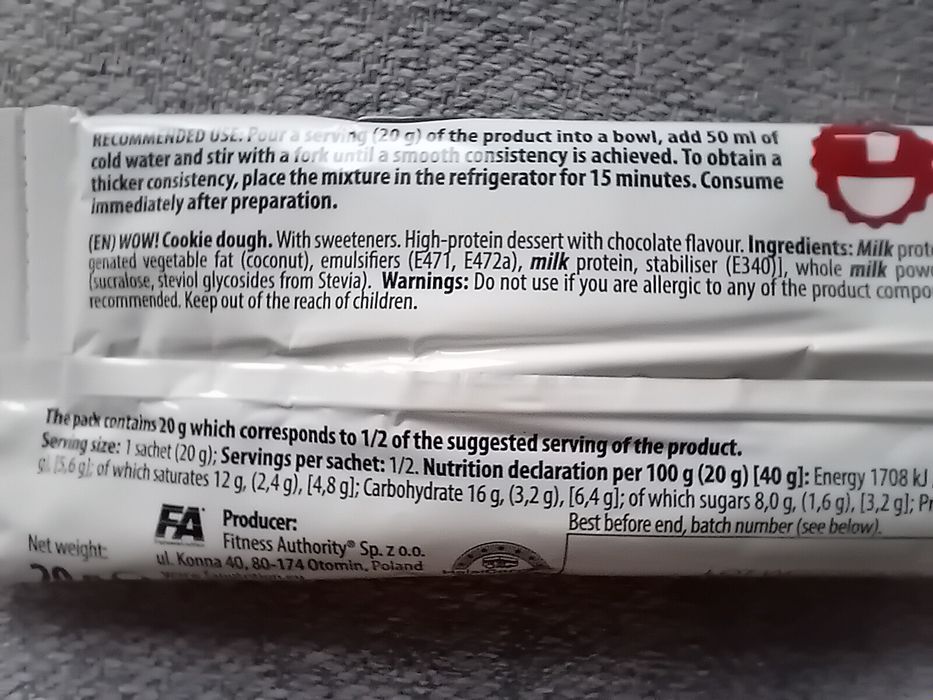 RECOMMENDED USE: Pour a serving (20 g) of the product into a bowl, add 50 ml of
cold water and stir with a fork until a smooth consistency is achieved. To obtain a
thicker consistency, place the mixture in the refrigerator for 15 minutes. Consume
immediately after preparation.
(EN) WOW! Cookie dough. With sweeteners. High-protein dessert with chocolate flavour. Ingredients: Milk prot
genated vegetable fat (coconut), emulsifiers (E471, E472a), milk protein, stabiliser (E340)], whole milk pow
(sucralose, steviol glycosides from Stevia). Warnings: Do not use if you are allergic to any of the product compo
recommended. Keep out of the reach of children.
The pack contains 20 g which corresponds to 1/2 of the suggested serving of the product.
Serving size: 1 sachet (20 g); Servings per sachet: 1/2. Nutrition declaration per 100 g (20 g) [40 g]: Energy 1708 kJ
g), [5,6 g]; of which saturates 12 g, (2,4 g), [4,8 g]; Carbohydrate 16 g, (3,2 g), [6,4 g]; of which sugars 8,0 g, (1,6 g), [3,2 g]; Pr
Best before end, batch number (see below).
FA Producer:
Fitness Authority® Sp. z o.o.
ul. Konna 40, 80-174 Otomin, Poland
Net weight:
20 g